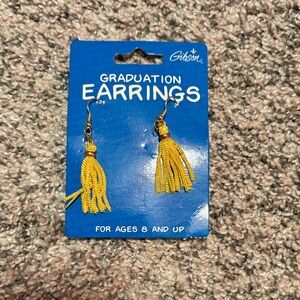 Gibson
GRADUATION
EARRINGS
FOR AGES 8 AND UP